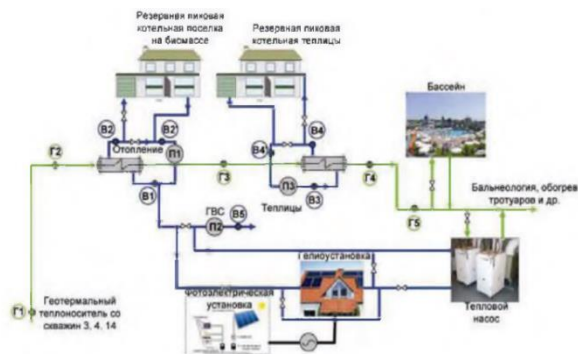 Резервная пиковая
котельная поселка
на биомассе
Резервная пиковая
котельная теплицы
Бассейн
В2
В2
В4
Г2
Отопление
П1
В4
Г3
Г4
В1
П3
В3
Теплицы
Бальнеология, обогрев
тротуаров и др.
ГВС
П2
В5
Г5
Гелиоустановка
Геотермальный
теплоноситель со
скважин 3, 4, 14
Г1
Фотоэлектрическая
установка
Тепловой
насос